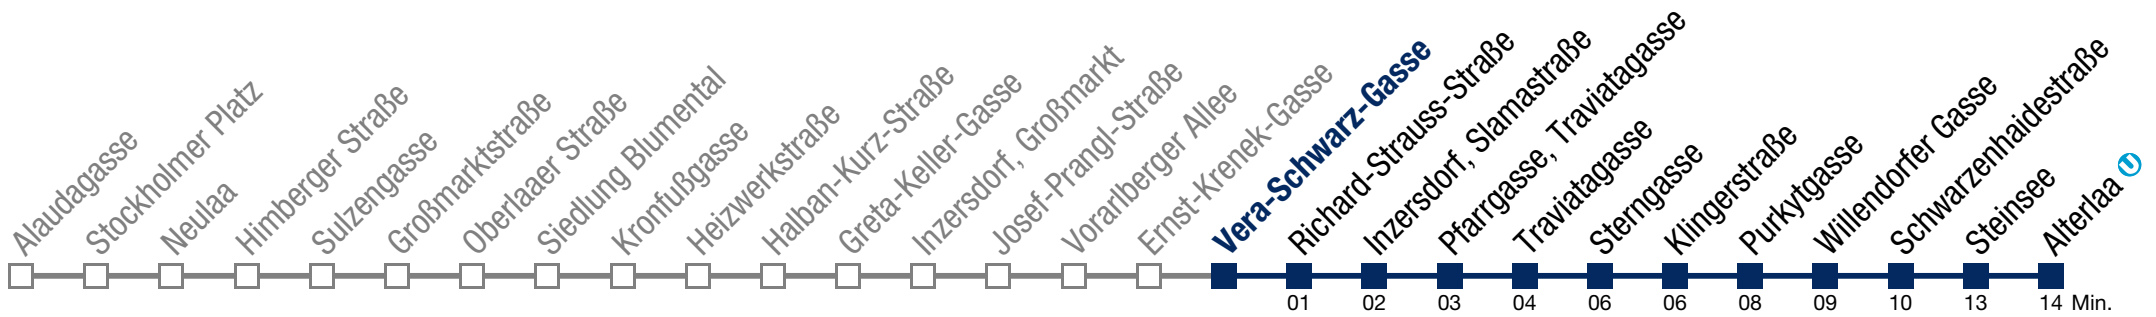 Alaudagasse
Stockholmer Platz
Neulaa
Himberger Straße
Sulzengasse
Großmarktstraße
Oberlaaer Straße
Siedlung Blumental
Kronfußgasse
Heizwerkstraße
Halban-Kurz-Straße
Greta-Keller-Gasse
Inzersdorf, Großmarkt
Josef-Prangl-Straße
Vorarlberger Allee
Ernst-Krenek-Gasse
Vera-Schwarz-Gasse
Richard-Strauss-Straße
Inzersdorf, Slamastraße
Pfarrgasse, Traviatagasse
Traviatagasse
Sterngasse
Klingerstraße
Purkytgasse
Willendorfer Gasse
Schwarzenhaidestraße
Steinsee
Alterlaa U
01 02 03 04 06 06 08 09 10 13 14 Min.